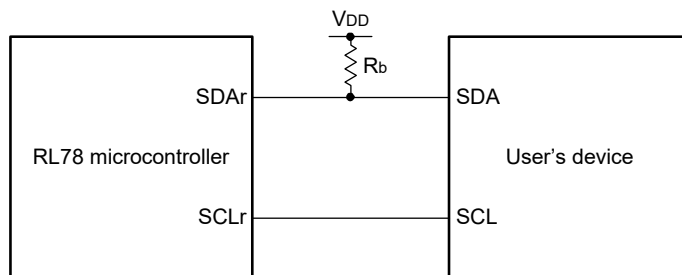 VDD
Rb
SDAr
SDA
RL78 microcontroller
User's device
SCLr
SCL